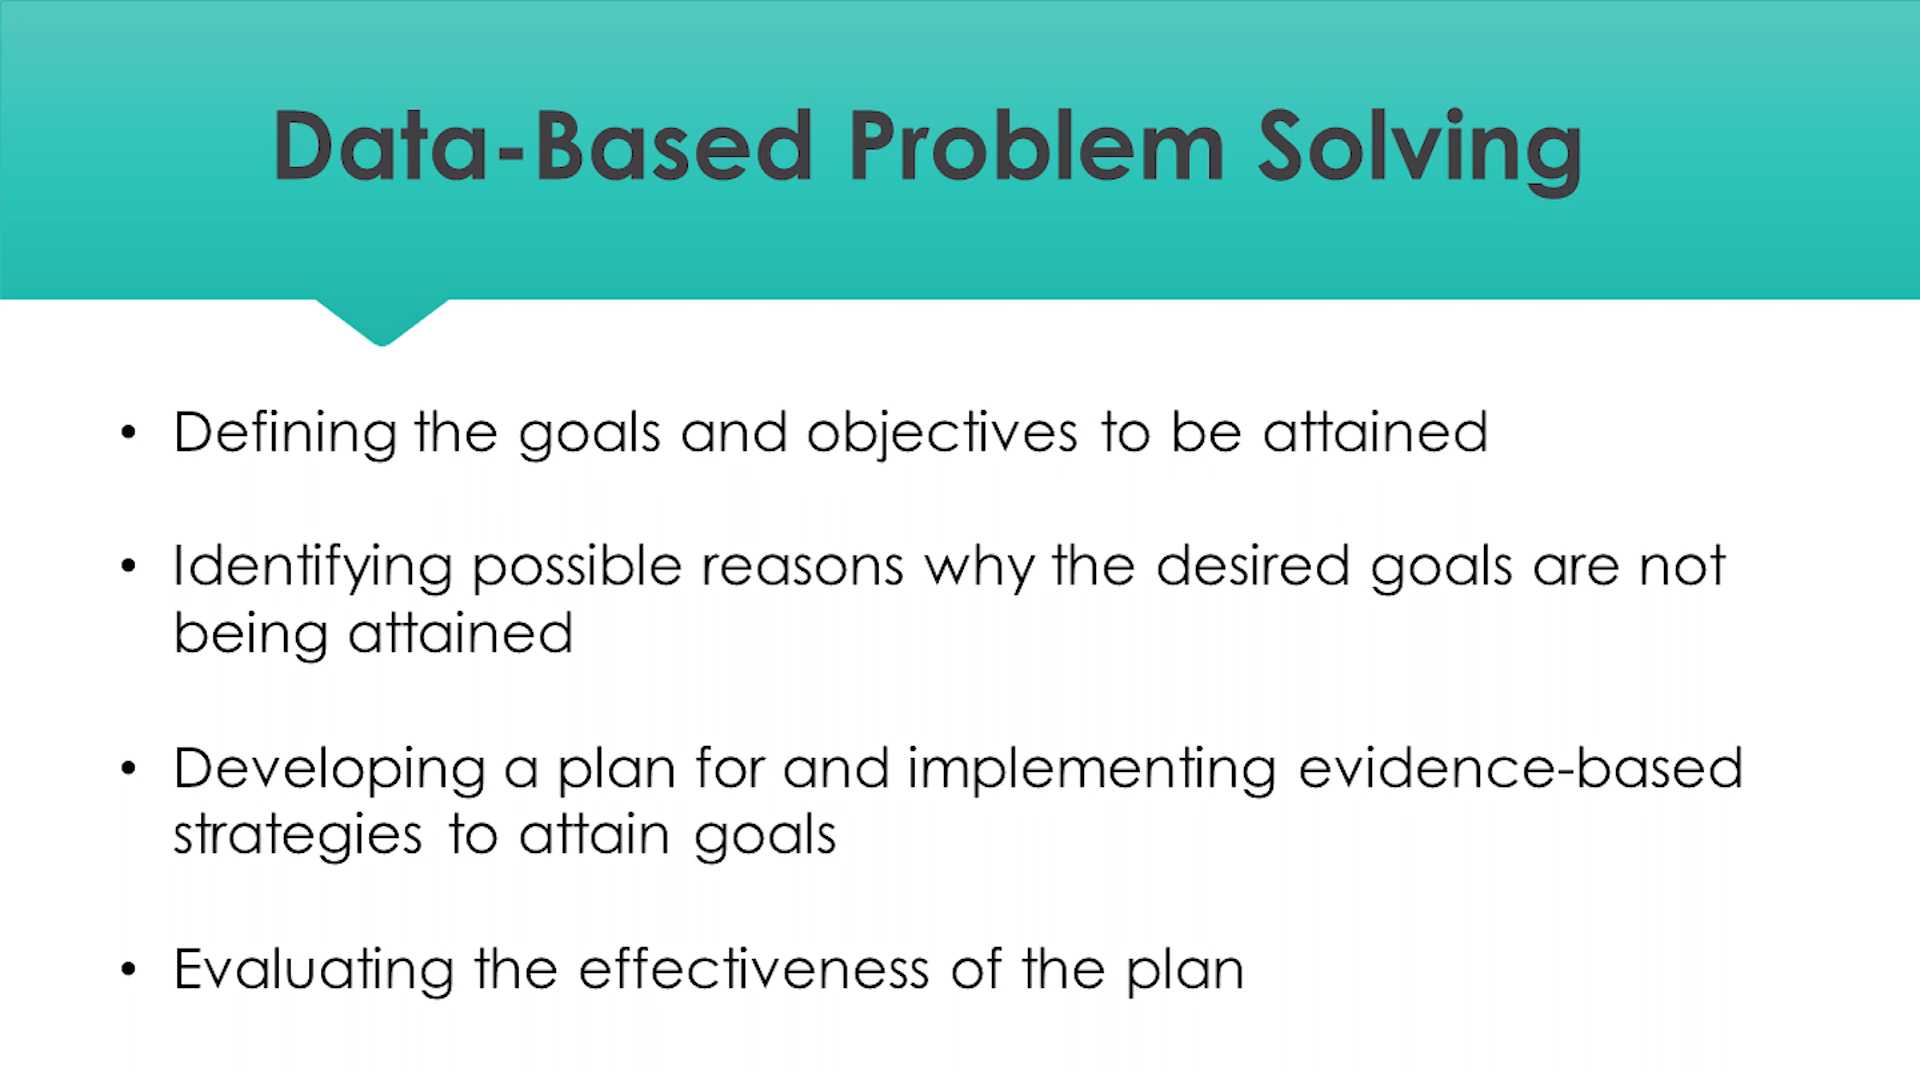 Data-Based Problem Solving
• Defining the goals and objectives to be attained
• Identifying possible reasons why the desired goals are not
being attained
• Developing a plan for and implementing evidence-based
strategies to attain goals
• Evaluating the effectiveness of the plan